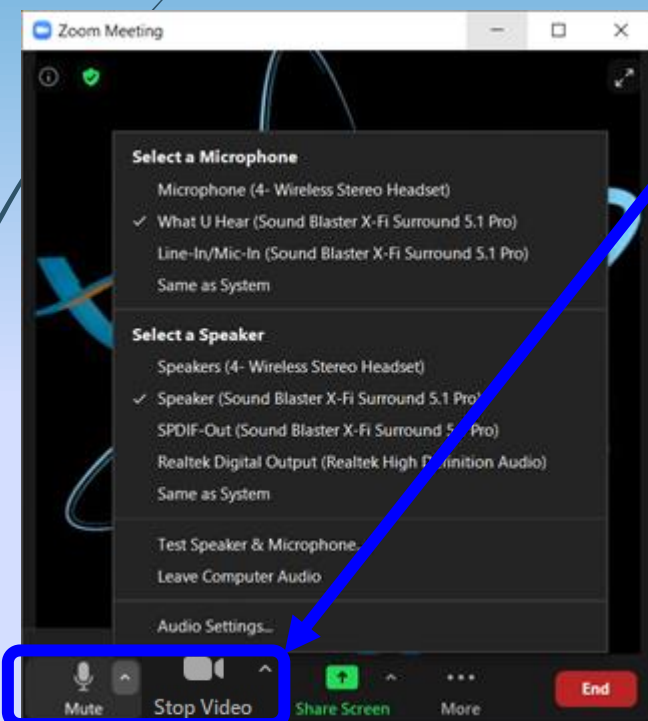 Zoom Meeting
Select a Microphone
Microphone (4- Wireless Stereo Headset)
What U Hear (Sound Blaster X-Fi Surround 5.1 Pro)
Line-In/Mic-In (Sound Blaster X-Fi Surround 5.1 Pro)
Same as System
Select a Speaker
Speakers (4- Wireless Stereo Headset)
Speaker (Sound Blaster X-Fi Surround 5.1 Pro)
SPDIF-Out (Sound Blaster X-Fi Surround 5.1 Pro)
Realtek Digital Output (Realtek High Definition Audio)
Same as System
Test Speaker & Microphone...
Leave Computer Audio
Audio Settings...
Mute Stop Video Share Screen More End